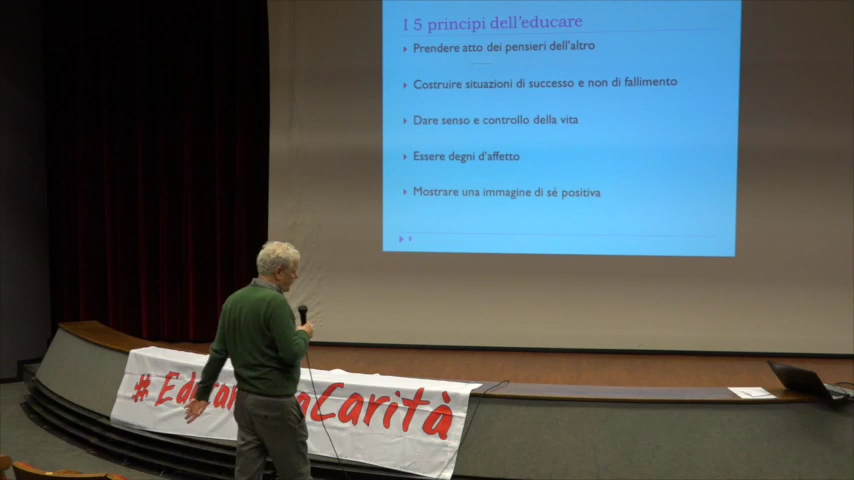 I 5 principi dell'educare
Prendere atto dei pensieri dell'altro
Costruire situazioni di successo e non di fallimento
Dare senso e controllo della vita
Essere degni d'affetto
Mostrare una immagine di sé positiva
Carità